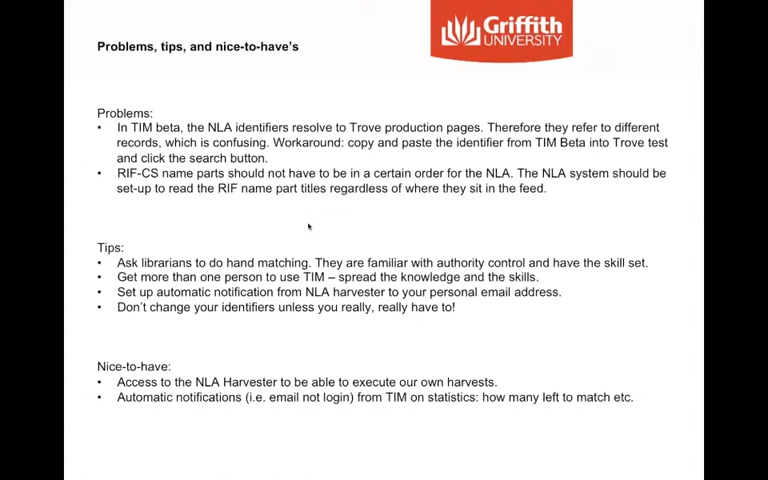 Griffith
UNIVERSITY
Problems, tips, and nice-to-have's
Problems:
• In TIM beta, the NLA identifiers resolve to Trove production pages. Therefore they refer to different
records, which is confusing. Workaround: copy and paste the identifier from TIM Beta into Trove test
and click the search button.
• RIF-CS name parts should not have to be in a certain order for the NLA. The NLA system should be
set-up to read the RIF name part titles regardless of where they sit in the feed.
Tips:
• Ask librarians to do hand matching. They are familiar with authority control and have the skill set.
• Get more than one person to use TIM – spread the knowledge and the skills.
• Set up automatic notification from NLA harvester to your personal email address.
• Don't change your identifiers unless you really, really have to!
Nice-to-have:
• Access to the NLA Harvester to be able to execute our own harvests.
• Automatic notifications (i.e. email not login) from TIM on statistics: how many left to match etc.